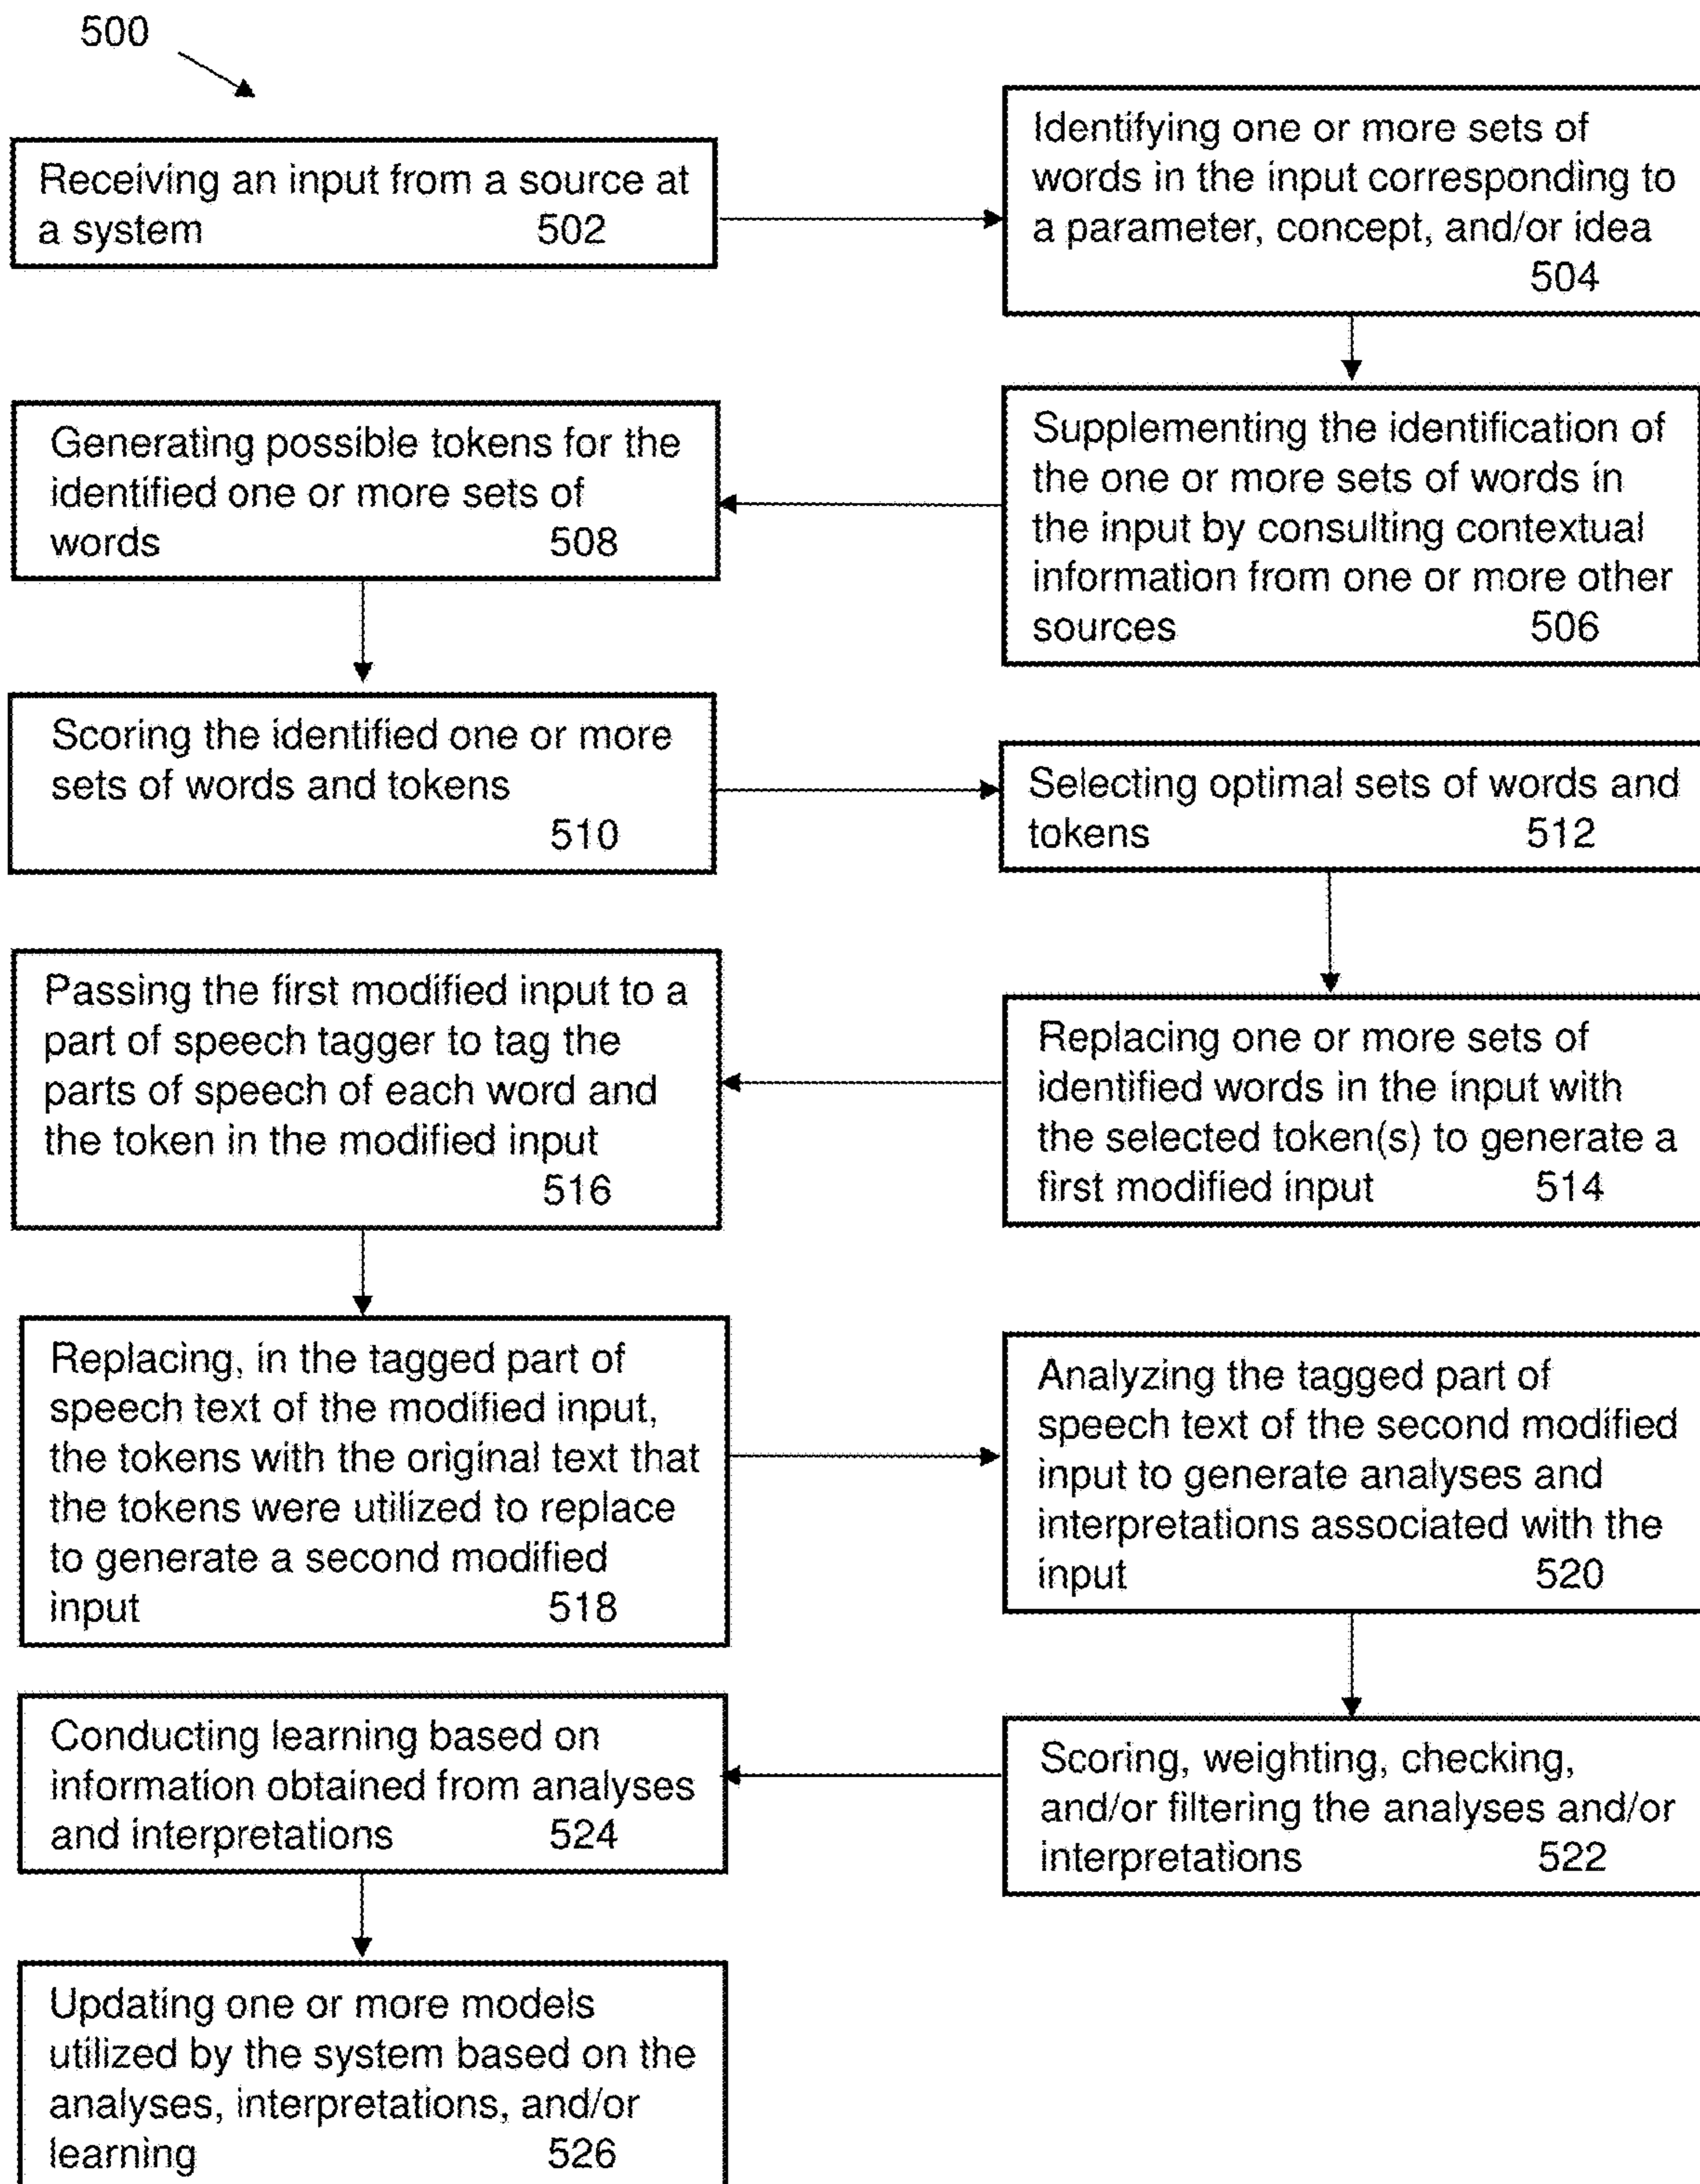 500
Receiving an input from a source at
a system 502
Identifying one or more sets of
words in the input corresponding to
a parameter, concept, and/or idea
504
Supplementing the identification of
the one or more sets of words in
the input by consulting contextual
information from one or more other
sources 506
Generating possible tokens for the
identified one or more sets of
words 508
Scoring the identified one or more
sets of words and tokens
510
Selecting optimal sets of words and
tokens 512
Replacing one or more sets of
identified words in the input with
the selected token(s) to generate a
first modified input 514
Passing the first modified input to a
part of speech tagger to tag the
parts of speech of each word and
the token in the modified input
516
Replacing, in the tagged part of
speech text of the modified input,
the tokens with the original text that
the tokens were utilized to replace
to generate a second modified
input 518
Analyzing the tagged part of
speech text of the second modified
input to generate analyses and
interpretations associated with the
input 520
Scoring, weighting, checking,
and/or filtering the analyses and/or
interpretations 522
Conducting learning based on
information obtained from analyses
and interpretations 524
Updating one or more models
utilized by the system based on the
analyses, interpretations, and/or
learning 526